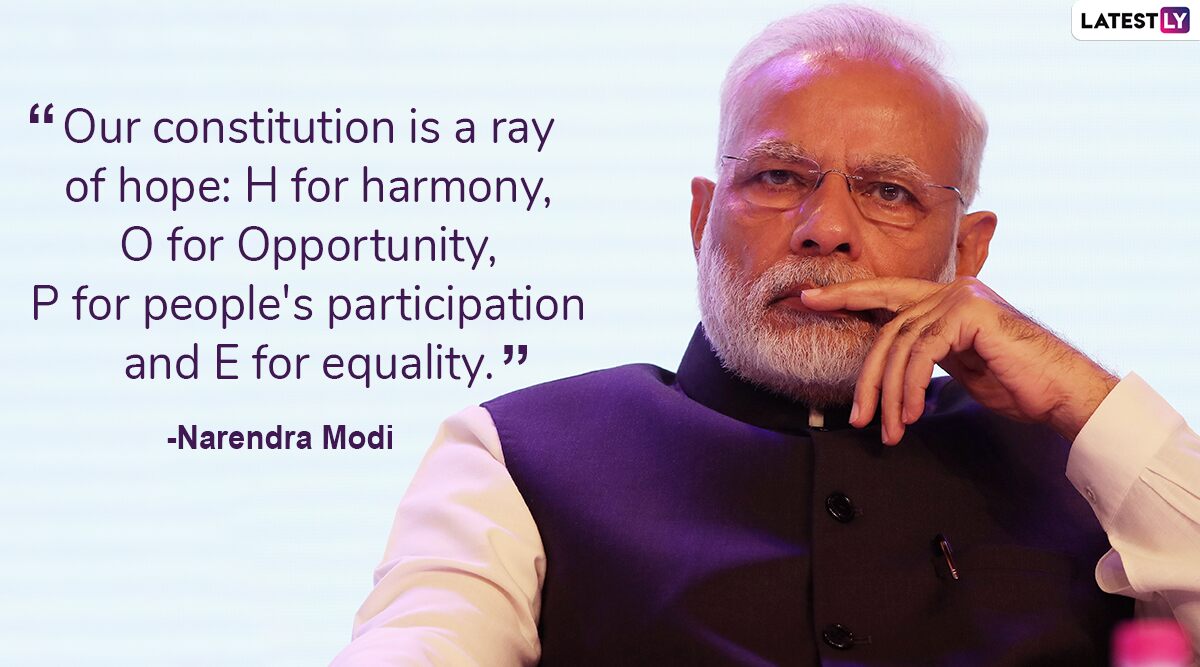 LATESTLY
“Our constitution is a ray
of hope: H for harmony,
O for Opportunity,
P for people's participation
and E for equality.”
-Narendra Modi